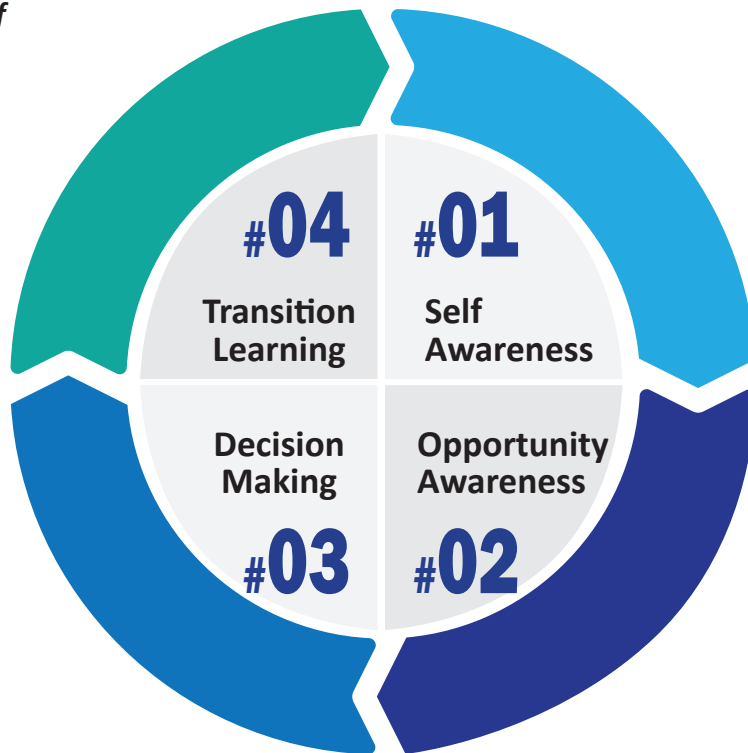 f
#01
Self
Awareness
Opportunity
Awareness
#02
Decision
Making
#03
#04
Transition
Learning